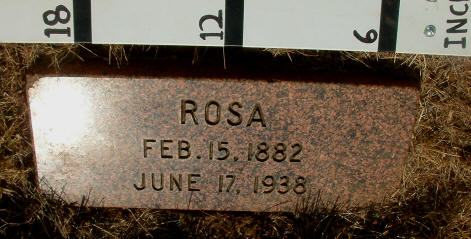 18 12 6 INC
ROSA
FEB. 15, 1882
JUNE 17, 1938